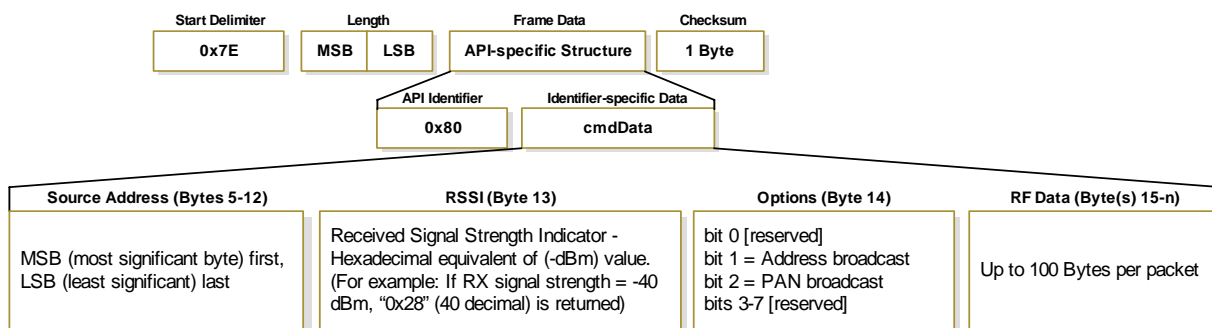 Start Delimiter
Length
Frame Data
Checksum
0x7E
MSB
LSB
API-specific Structure
1 Byte
API Identifier
Identifier-specific Data
0x80
cmdData
Source Address (Bytes 5-12)
RSSI (Byte 13)
Options (Byte 14)
RF Data (Byte(s) 15-n)
MSB (most significant byte) first,
LSB (least significant) last
Received Signal Strength Indicator -
Hexadecimal equivalent of (-dBm) value.
(For example: If RX signal strength = -40
dBm, “0x28” (40 decimal) is returned)
bit 0 [reserved]
bit 1 = Address broadcast
bit 2 = PAN broadcast
bits 3-7 [reserved]
Up to 100 Bytes per packet